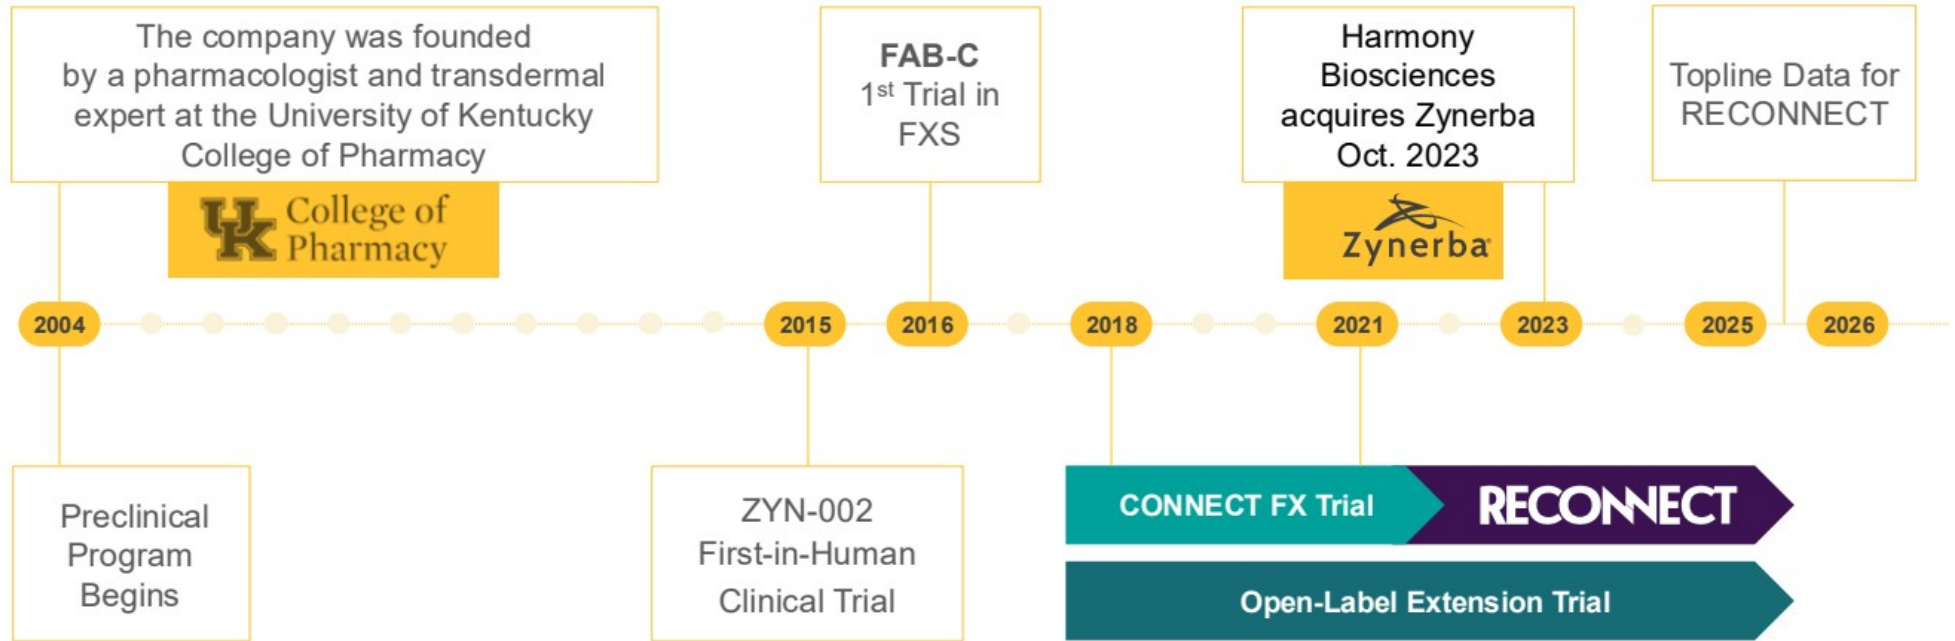 The company was founded
by a pharmacologist and transdermal
expert at the University of Kentucky
College of Pharmacy
UK College of
Pharmacy
FAB-C
1st Trial in
FXS
Harmony
Biosciences
acquires Zynerba
Oct. 2023
Zynerba
Topline Data for
RECONNECT
2004
2015
2016
2018
2021
2023
2025
2026
Preclinical
Program
Begins
ZYN-002
First-in-Human
Clinical Trial
CONNECT FX Trial
RECONNECT
Open-Label Extension Trial